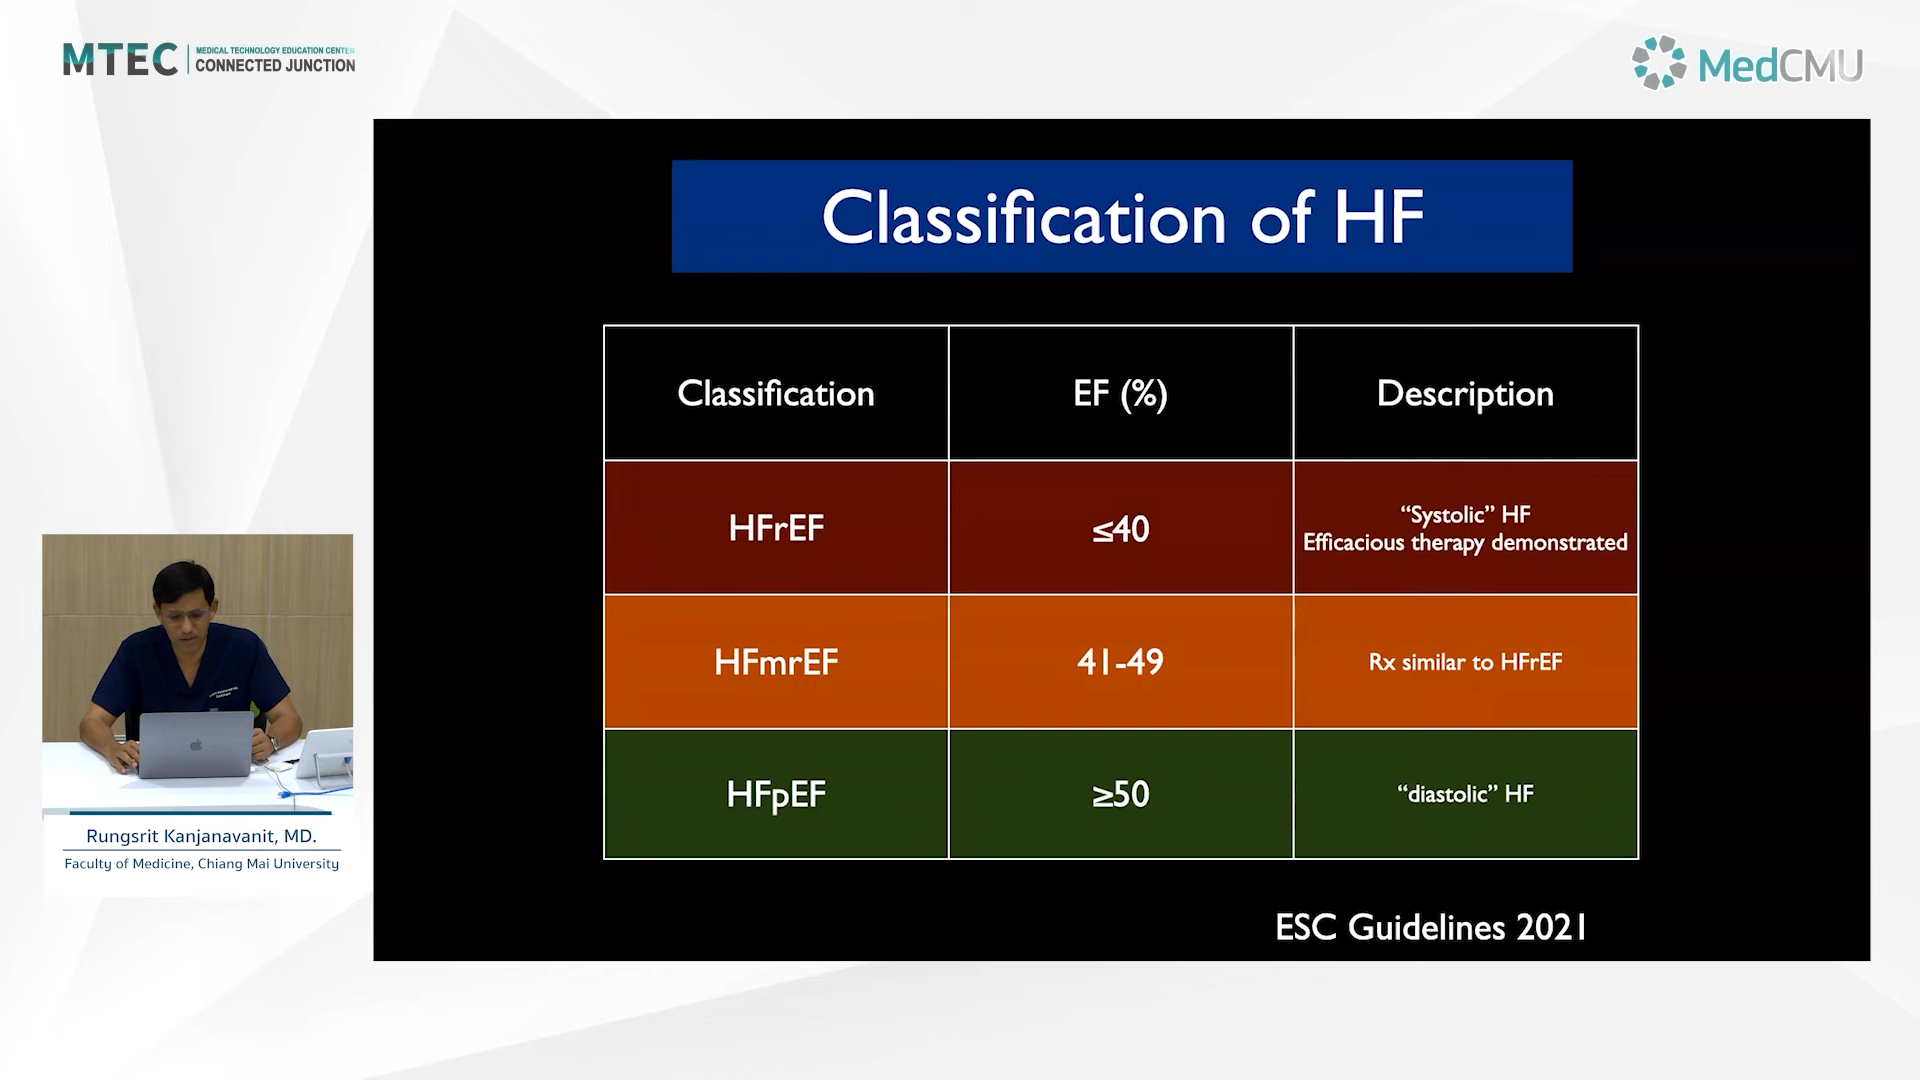 MTEC
MEDICAL TECHNOLOGY EDUCATION CENTER
CONNECTED JUNCTION
MedCMU
Classification of HF
Classification
EF (%)
Description
HFrEF
≤40
“Systolic” HF
Efficacious therapy demonstrated
HFmrEF
41-49
Rx similar to HFrEF
HFpEF
≥50
“diastolic” HF
ESC Guidelines 2021
Rungsrit Kanjanavanit, MD.
Faculty of Medicine, Chiang Mai University